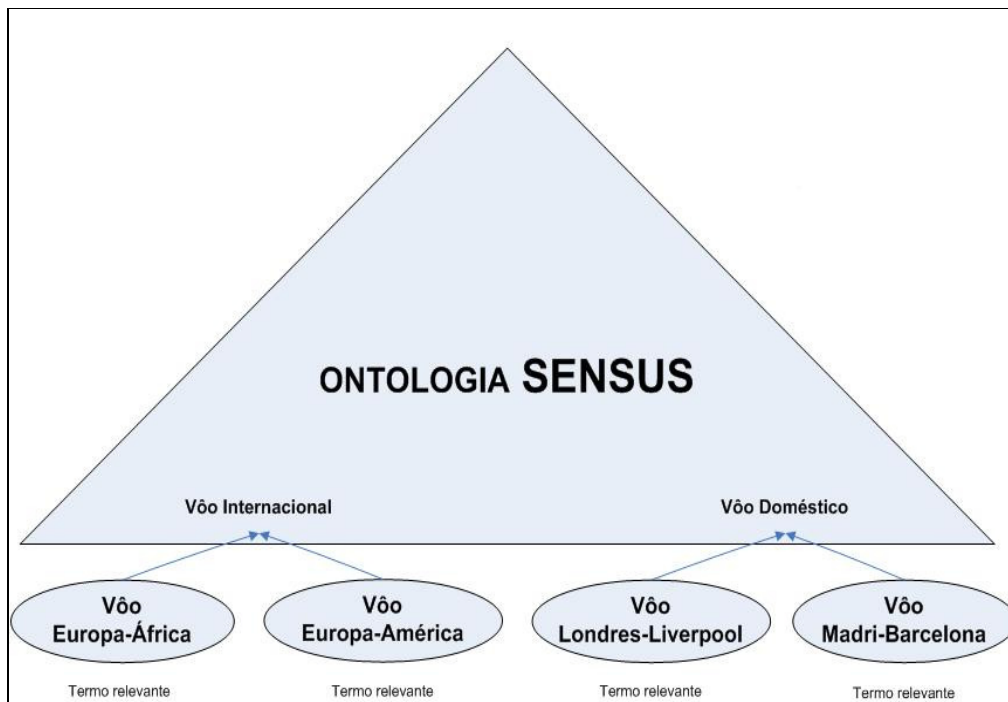 ONTOLOGIA SENSUS
Vôo Internacional
Vôo Doméstico
Vôo
Europa-África
Vôo
Europa-América
Vôo
Londres-Liverpool
Vôo
Madri-Barcelona
Termo relevante
Termo relevante
Termo relevante
Termo relevante